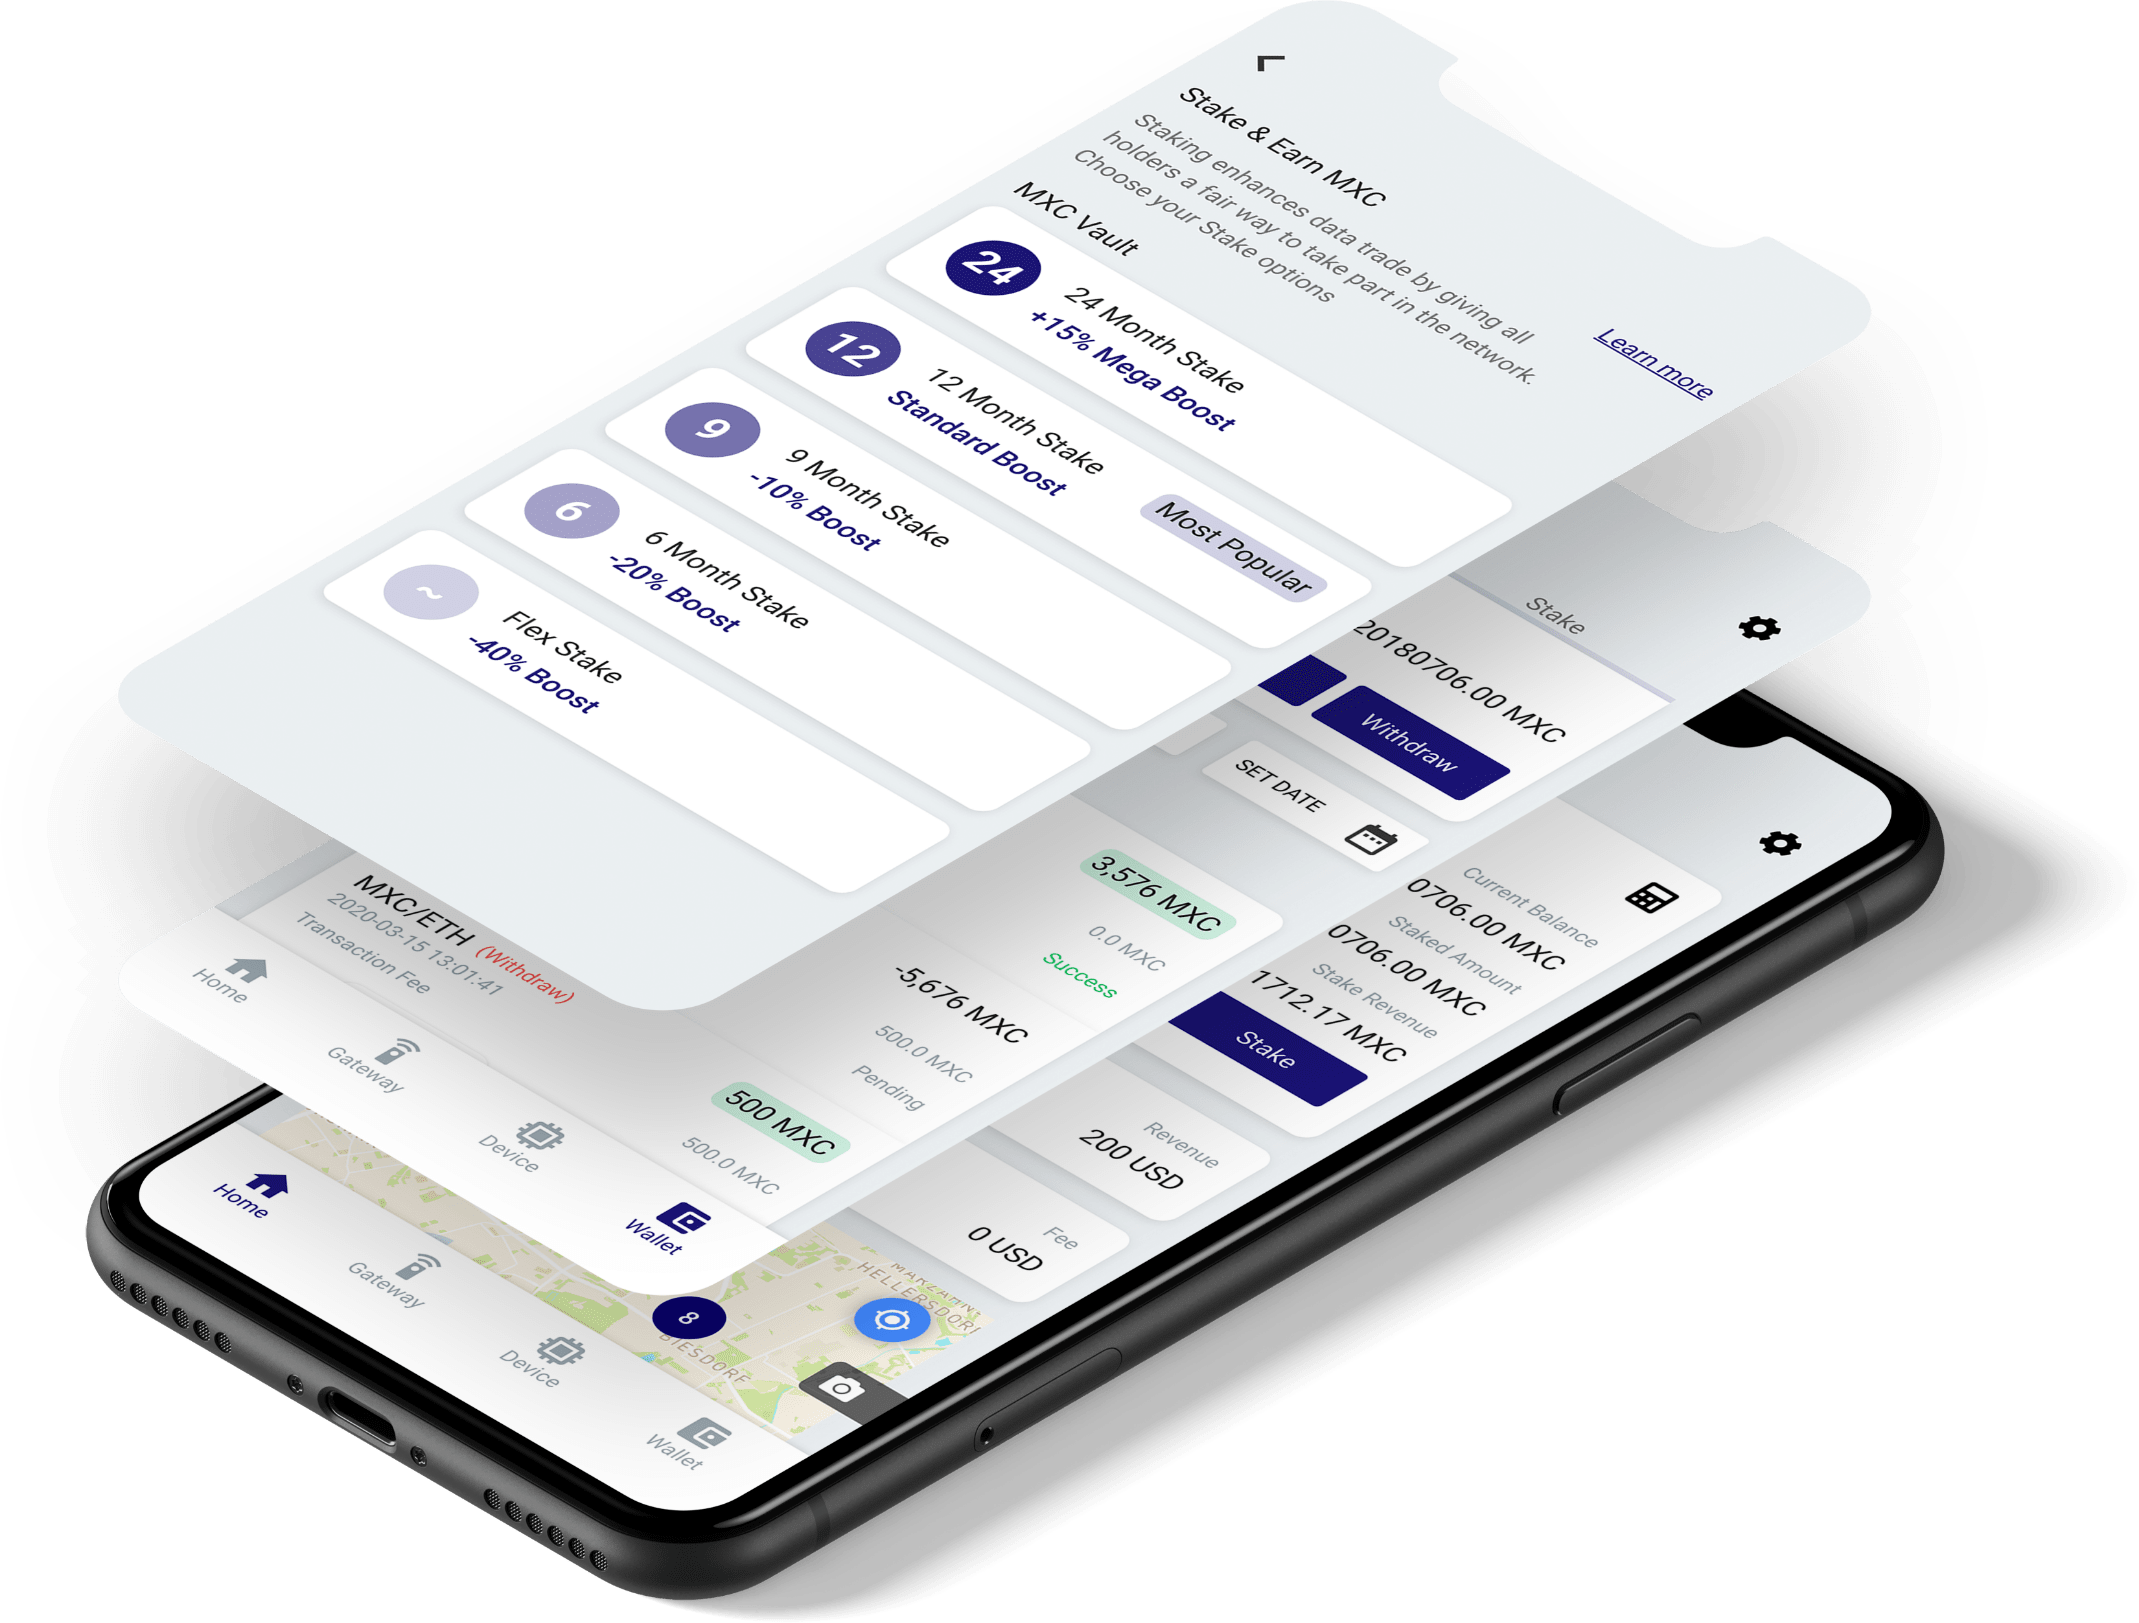 Stake & Earn MXC
Staking enhances data trade by giving all
holders a fair way to take part in the network.
Choose your Stake options
Learn more
MXC Vault
24
24 Month Stake
+15% Mega Boost
12
12 Month Stake
Standard Boost
Most Popular
9
9 Month Stake
-10% Boost
6
6 Month Stake
-20% Boost
~
Flex Stake
-40% Boost
Stake
20180706.00 MXC
Withdraw
SET DATE
3,576 MXC
0.0 MXC
Success
MXC/ETH (Withdraw)
2020-03-15 13:01:41
Transaction Fee
-5,676 MXC
500.0 MXC
Pending
500 MXC
500.0 MXC
Home
Gateway
Device
Wallet
Current Balance
0706.00 MXC
Staked Amount
0706.00 MXC
Stake Revenue
1712.17 MXC
Stake
Revenue
200 USD
Fee
0 USD
HELLERSDORF
BIESDORF
8
Home
Gateway
Device
Wallet